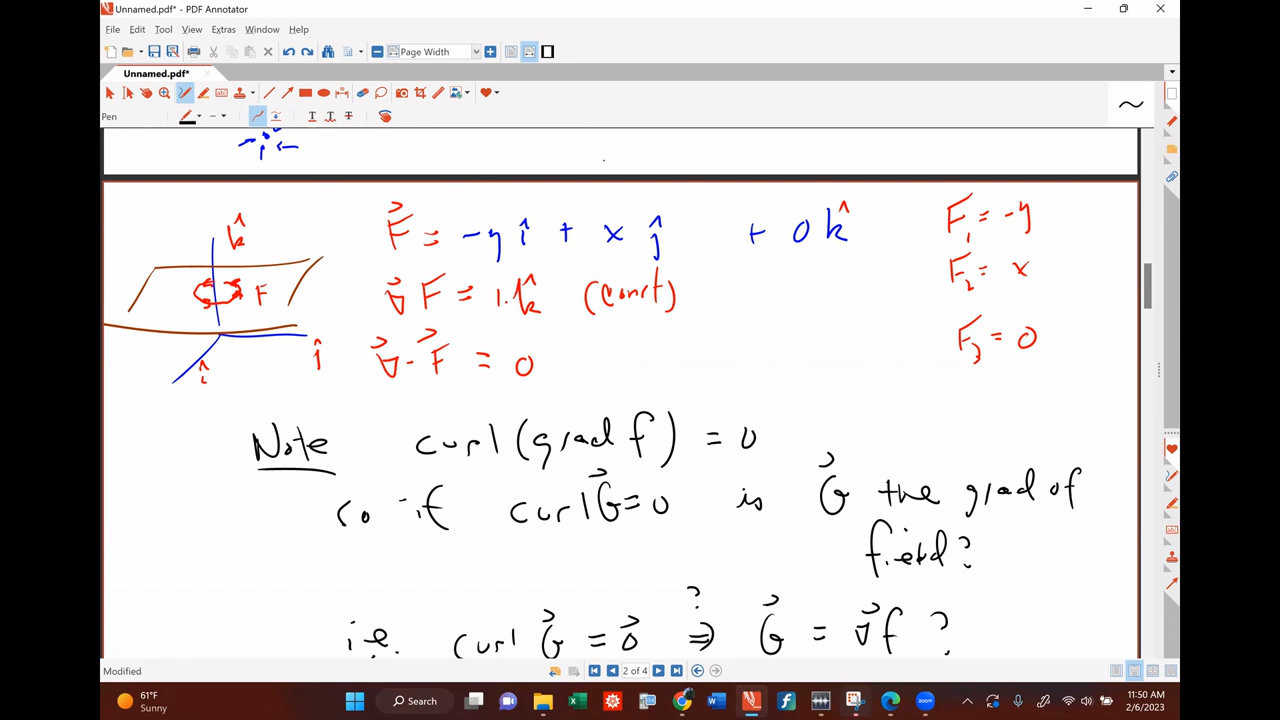 Unnamed.pdf* - PDF Annotator
File Edit Tool View Extras Window Help
Page Width
Unnamed.pdf*
Pen
k̂
F⃗ = -y î + x ĵ + 0 k̂
F₁ = -y
F
∇⃗ F = 1. k̂ (const)
F₂ = x
î
ĵ
∇⃗ - F⃗ = 0
F₃ = 0
Note curl (grad f) = 0
so if curl G⃗ = 0 is G⃗ the grad of
field?
?
i.e. curl G⃗ = 0⃗ ⇒ G⃗ = ∇⃗ f ?
Modified
2 of 4
61°F
Sunny
Search
11:50 AM
2/6/2023